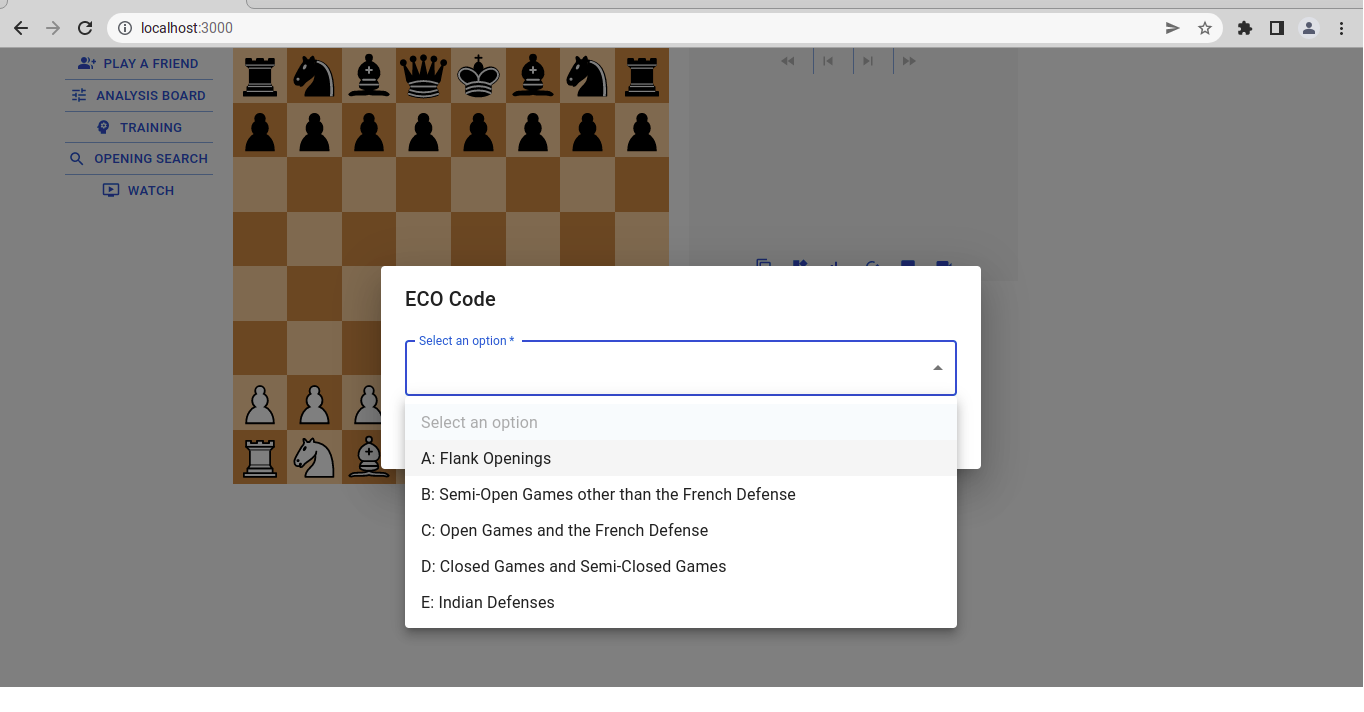 localhost:3000
PLAY A FRIEND
ANALYSIS BOARD
TRAINING
OPENING SEARCH
WATCH
ECO Code
Select an option *
Select an option
A: Flank Openings
B: Semi-Open Games other than the French Defense
C: Open Games and the French Defense
D: Closed Games and Semi-Closed Games
E: Indian Defenses